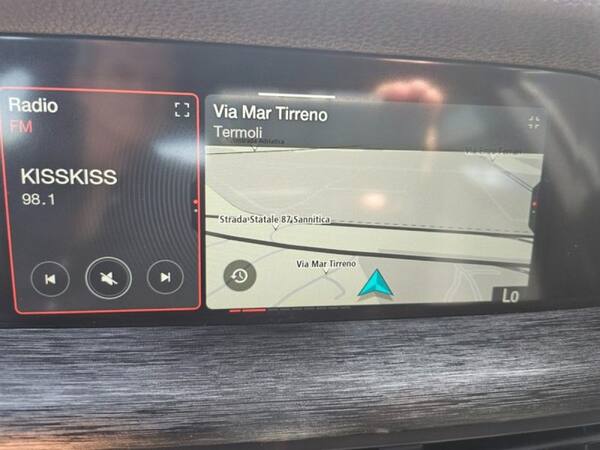 Radio
FM
KISSKISS
98.1
Via Mar Tirreno
Termoli
Strada Statale 87 Sannitica
Via Mar Tirreno
Lo